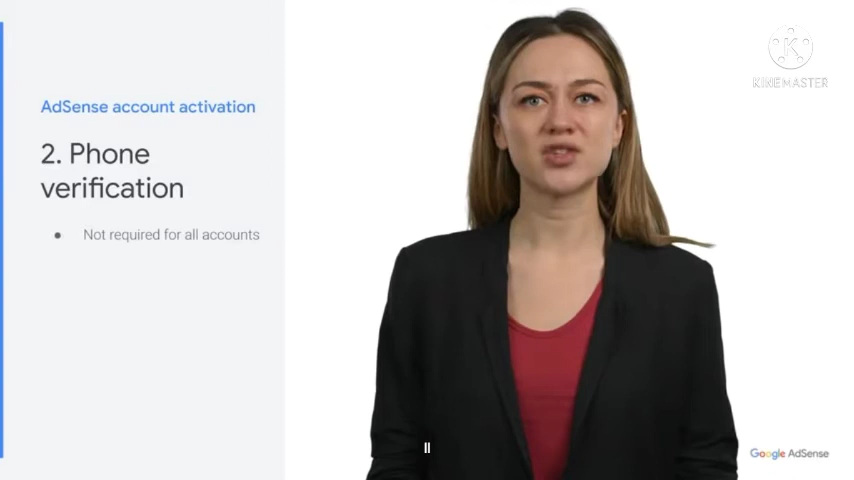 AdSense account activation
2. Phone
verification
• Not required for all accounts
KINEMASTER
Google AdSense